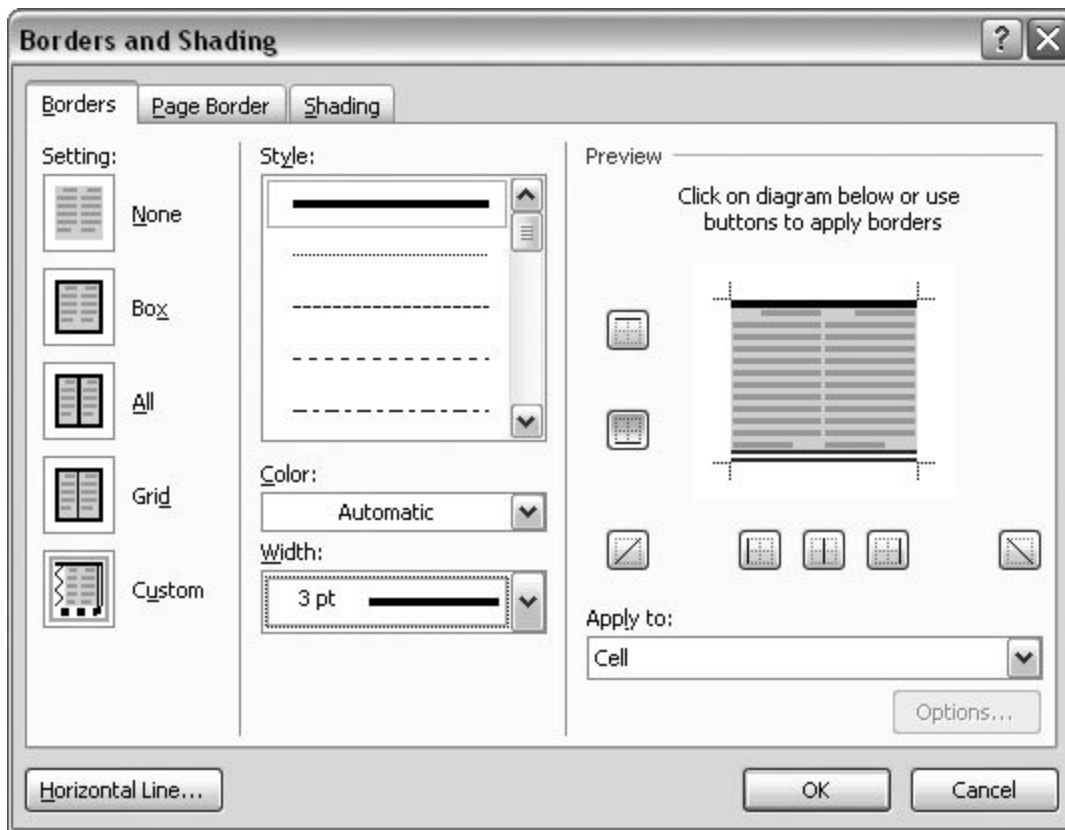 Borders and Shading
Borders
Page Border
Shading
Setting:
None
Box
All
Grid
Custom
Style:
Color:
Automatic
Width:
3 pt
Preview
Click on diagram below or use
buttons to apply borders
Apply to:
Cell
Options...
Horizontal Line...
OK
Cancel